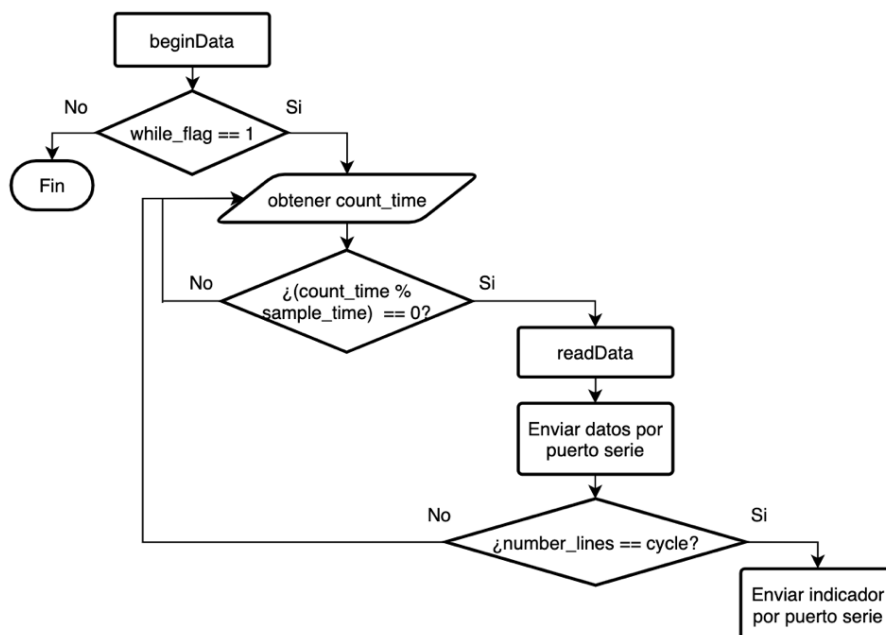 beginData
No
Si
while_flag == 1
Fin
obtener count_time
No
Si
¿(count_time %
sample_time) == 0?
readData
Enviar datos por
puerto serie
No
Si
¿number_lines == cycle?
Enviar indicador
por puerto serie